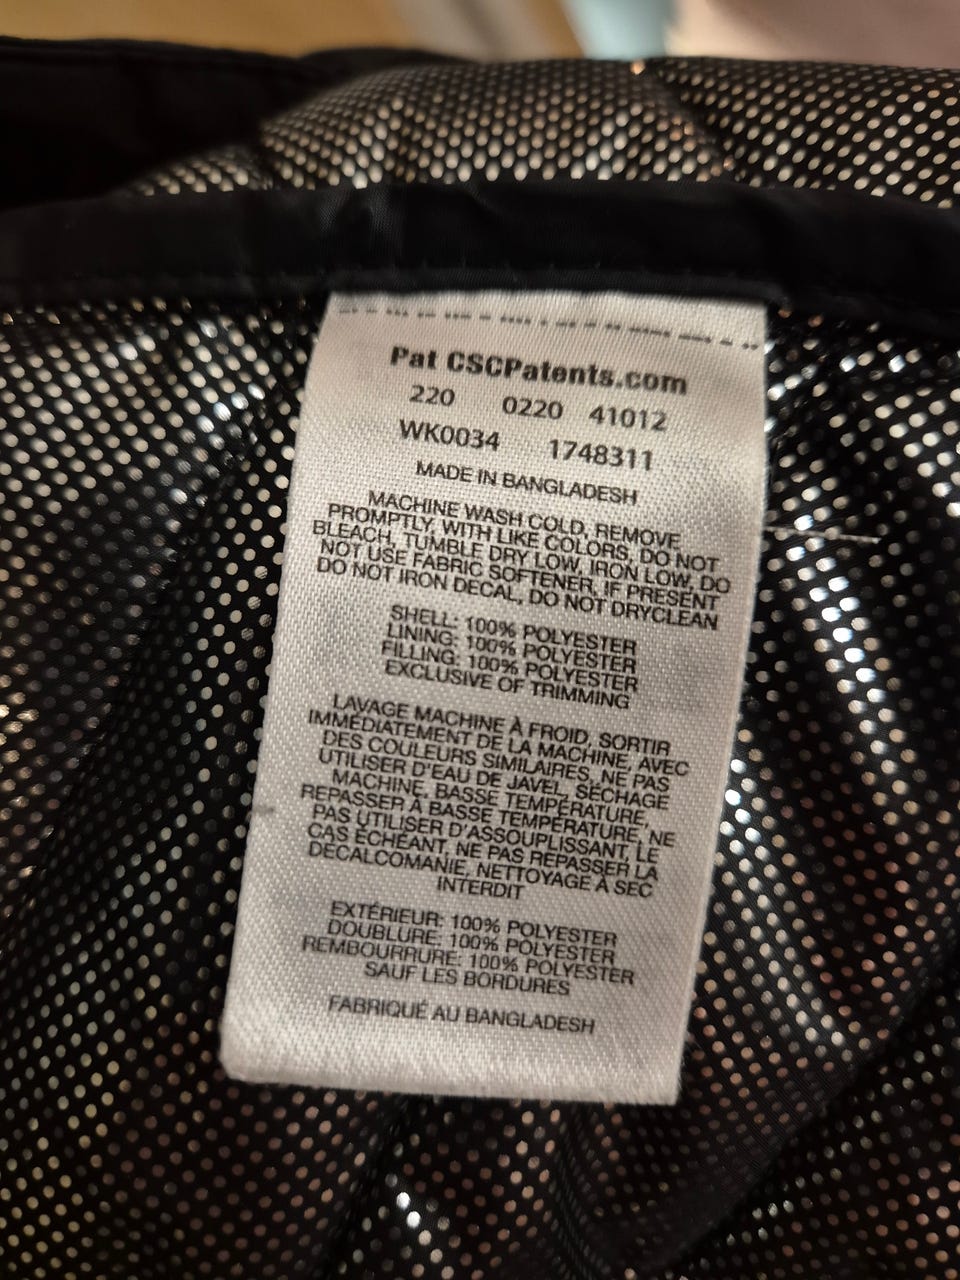 Pat CSCPatents.com
220 0220 41012
WK0034 1748311
MADE IN BANGLADESH
MACHINE WASH COLD, REMOVE
PROMPTLY, WITH LIKE COLORS, DO NOT
BLEACH, TUMBLE DRY LOW, IRON LOW, DO
NOT USE FABRIC SOFTENER, IF PRESENT
DO NOT IRON DECAL, DO NOT DRYCLEAN
SHELL: 100% POLYESTER
LINING: 100% POLYESTER
FILLING: 100% POLYESTER
EXCLUSIVE OF TRIMMING
LAVAGE MACHINE À FROID, SORTIR
IMMÉDIATEMENT DE LA MACHINE, AVEC
DES COULEURS SIMILAIRES, NE PAS
UTILISER D'EAU DE JAVEL, SÉCHAGE
MACHINE, BASSE TEMPÉRATURE,
REPASSER À BASSE TEMPÉRATURE, NE
PAS UTILISER D'ASSOUPLISSANT, LE
CAS ÉCHÉANT, NE PAS REPASSER LA
DÉCALCOMANIE, NETTOYAGE À SEC
INTERDIT
EXTÉRIEUR: 100% POLYESTER
DOUBLURE: 100% POLYESTER
REMBOURRURE: 100% POLYESTER
SAUF LES BORDURES
FABRIQUÉ AU BANGLADESH